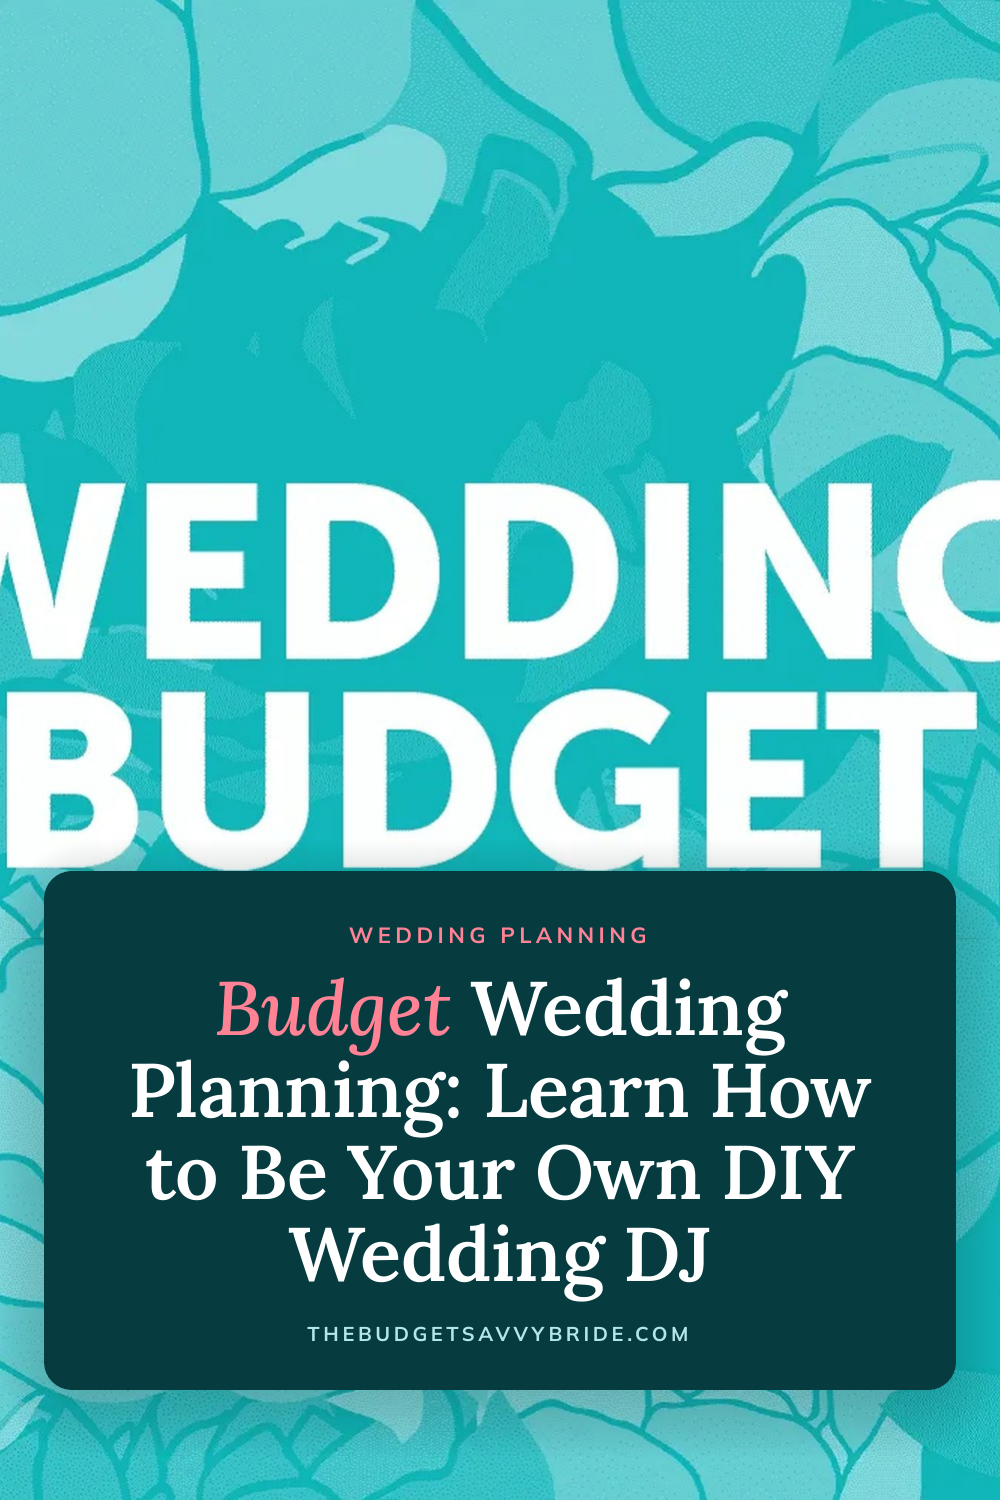 WEDDING
BUDGET
WEDDING PLANNING
Budget Wedding
Planning: Learn How
to Be Your Own DIY
Wedding DJ
THEBUDGETSAVVYBRIDE.COM